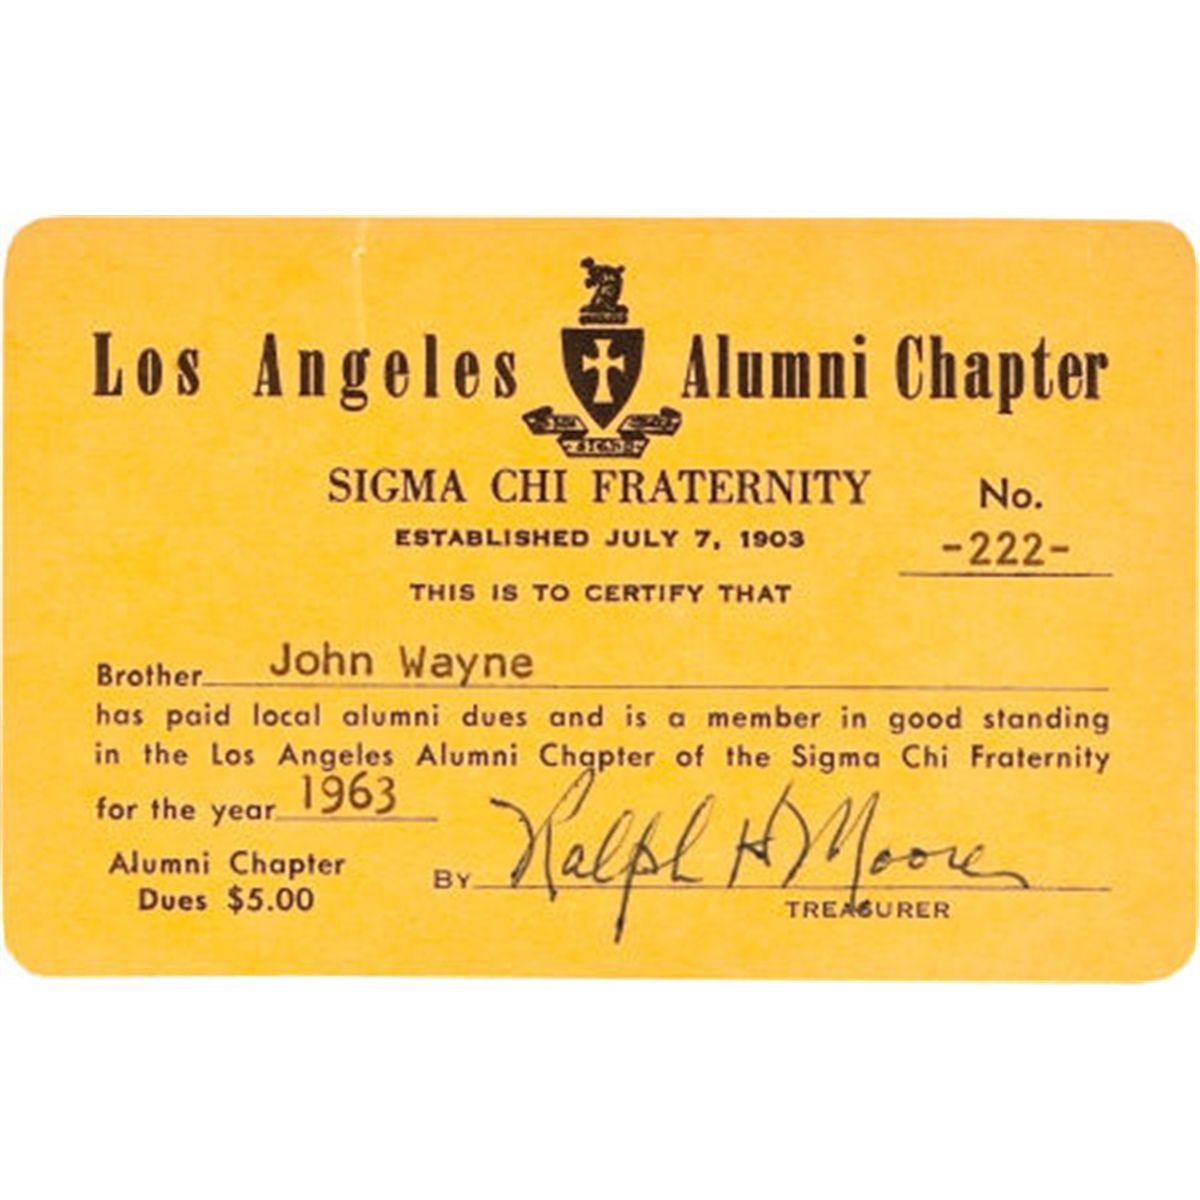 Los Angeles Alumni Chapter
SIGMA CHI FRATERNITY
ESTABLISHED JULY 7, 1903
No.
-222-
THIS IS TO CERTIFY THAT
Brother John Wayne
has paid local alumni dues and is a member in good standing
in the Los Angeles Alumni Chapter of the Sigma Chi Fraternity
for the year 1963
Alumni Chapter
Dues $5.00
BY Ralph H Moore
TREASURER